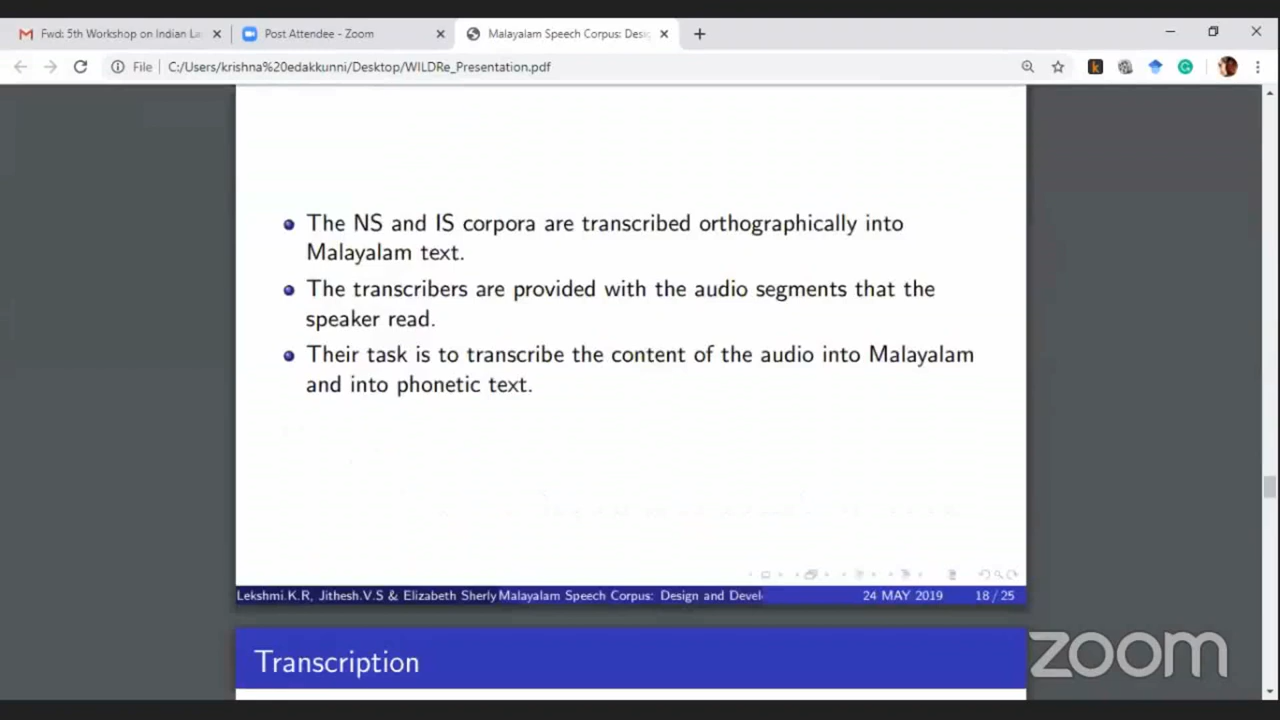 Fwd: 5th Workshop on Indian La
Post Attendee - Zoom
Malayalam Speech Corpus: Desi
File
C:/Users/krishna%20edakkunni/Desktop/WILDRe_Presentation.pdf
The NS and IS corpora are transcribed orthographically into
Malayalam text.
The transcribers are provided with the audio segments that the
speaker read.
Their task is to transcribe the content of the audio into Malayalam
and into phonetic text.
Lekshmi.K.R, Jithesh.V.S & Elizabeth Sherly Malayalam Speech Corpus: Design and Devel 24 MAY 2019 18 / 25
Transcription
zoom